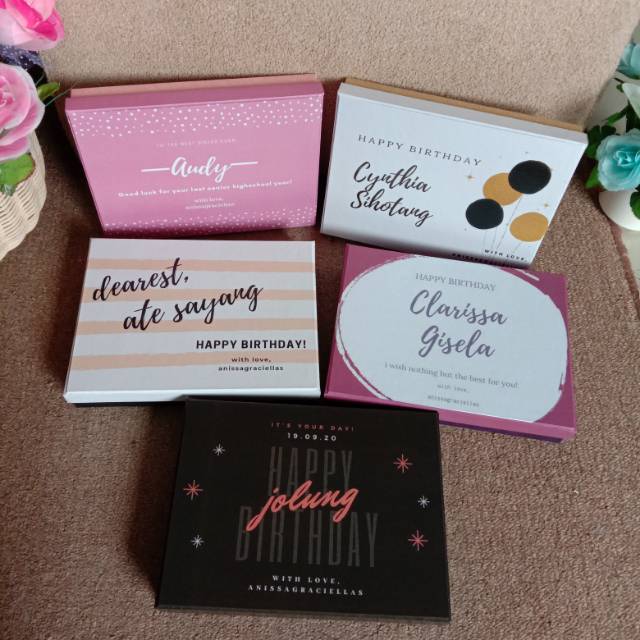 TO THE BEST SISTER EVER,
Audy
Good luck for your last senior highschool year!
with love,
anissagraciellas
HAPPY BIRTHDAY
Cynthia
Sihotang
WITH LOVE,
dearest,
ate sayang
HAPPY BIRTHDAY!
with love,
anissagraciellas
HAPPY BIRTHDAY
Clarissa
Gisela
I wish nothing but the best for you!
with love,
anissagraciellas
IT'S YOUR DAY!
19.09.20
HAPPY
jolung
BIRTHDAY
WITH LOVE,
ANISSAGRACIELLAS